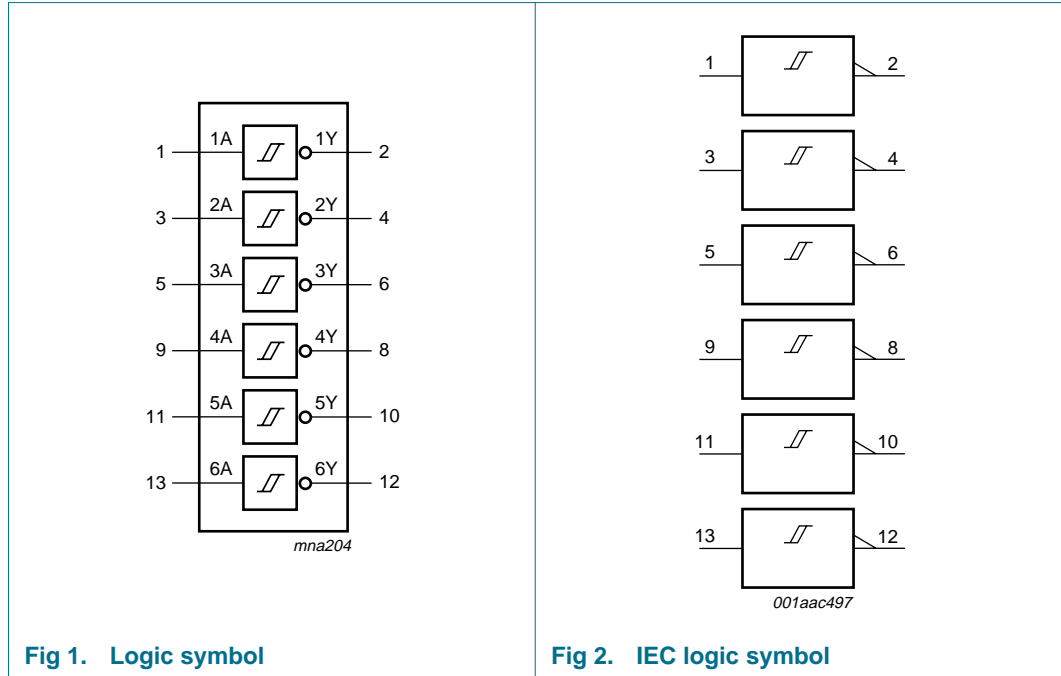 1 1A 1Y 2
3 2A 2Y 4
5 3A 3Y 6
9 4A 4Y 8
11 5A 5Y 10
13 6A 6Y 12
mna204
Fig 1. Logic symbol
1 2
3 4
5 6
9 8
11 10
13 12
001aac497
Fig 2. IEC logic symbol